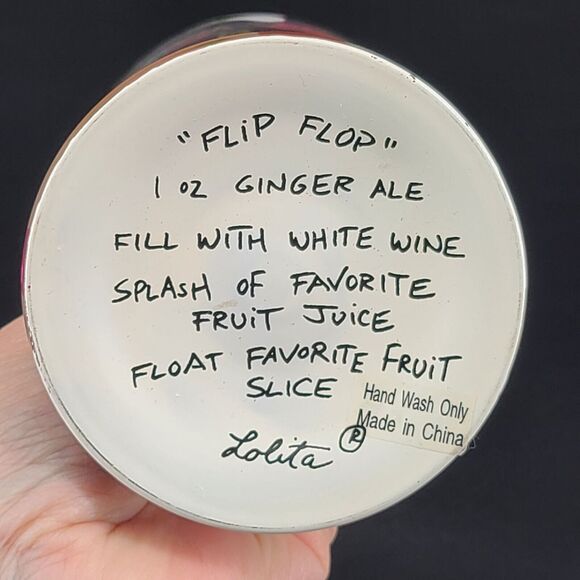 "FLIP FLOP"
1 oz GINGER ALE
FILL WITH WHITE WINE
SPLASH OF FAVORITE
FRUIT JUICE
FLOAT FAVORITE FRUIT
SLICE
Hand Wash Only
Made in China
Lolita ®